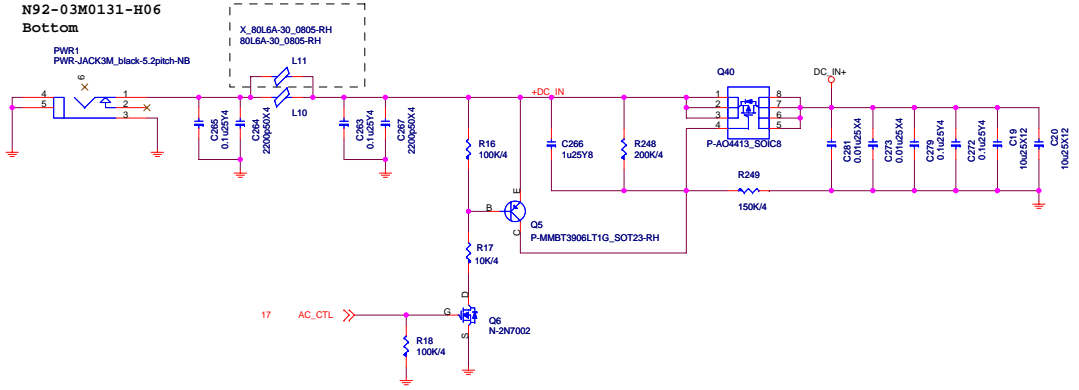 N92-03M0131-H06
Bottom
X_80L6A-30_0805-RH
80L6A-30_0805-RH
PWR1
PWR-JACK3M_black-5.2pitch-NB
L11
L10
6
4
5
1
2
3
C265
0.1u25Y4
C264
2200p50X4
C263
0.1u25Y4
C267
2200p50X4
+DC_IN
R16
100K/4
C266
1u25Y8
R248
200K/4
Q40
1
2
3
4
8
7
6
5
P-AO4413_SOIC8
DC_IN+
C281
0.01u25X4
C273
0.01u25X4
C279
0.1u25Y4
C272
0.1u25Y4
C19
10u25X12
C20
10u25X12
R249
150K/4
B
E
C
Q5
P-MMBT3906LT1G_SOT23-RH
R17
10K/4
17
AC_CTL
G
D
S
Q6
N-2N7002
R18
100K/4